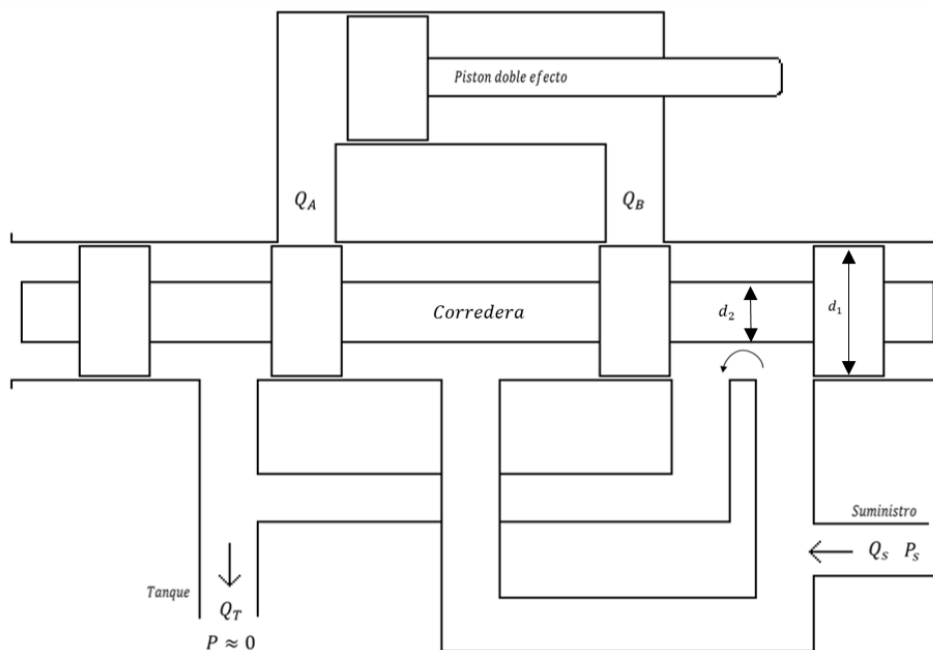 Piston doble efecto
Q_A
Q_B
Corredera
d_2
d_1
Suministro
Q_s P_s
Tanque
Q_T
P ≈ 0